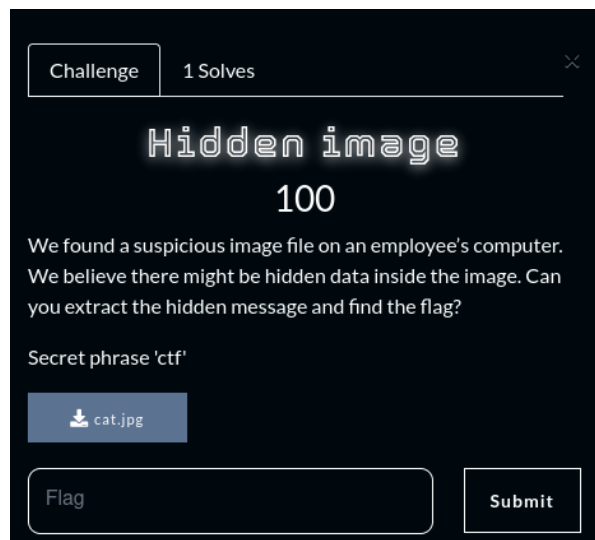 Challenge
1 Solves
Hidden image
100
We found a suspicious image file on an employee’s computer.
We believe there might be hidden data inside the image. Can
you extract the hidden message and find the flag?
Secret phrase 'ctf'
cat.jpg
Flag
Submit